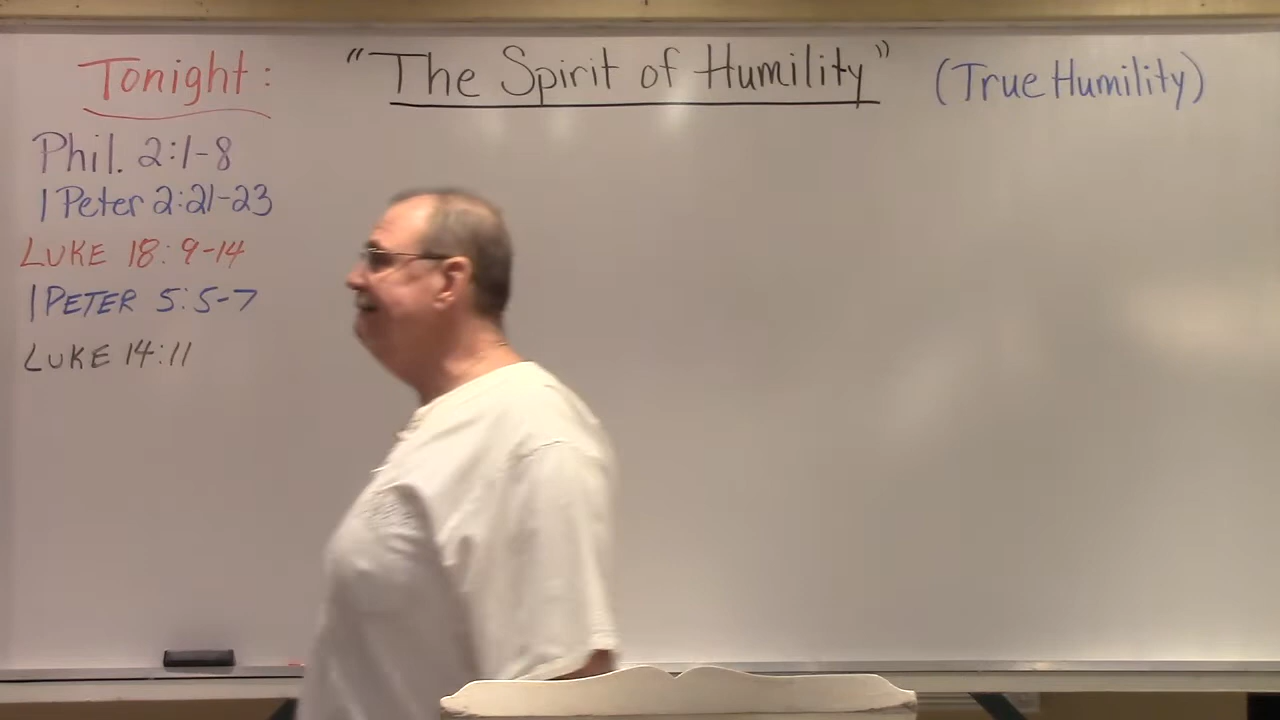 Tonight: "The Spirit of Humility" (True Humility)
Phil. 2:1-8
1 Peter 2:21-23
LUKE 18:9-14
1 PETER 5:5-7
LUKE 14:11